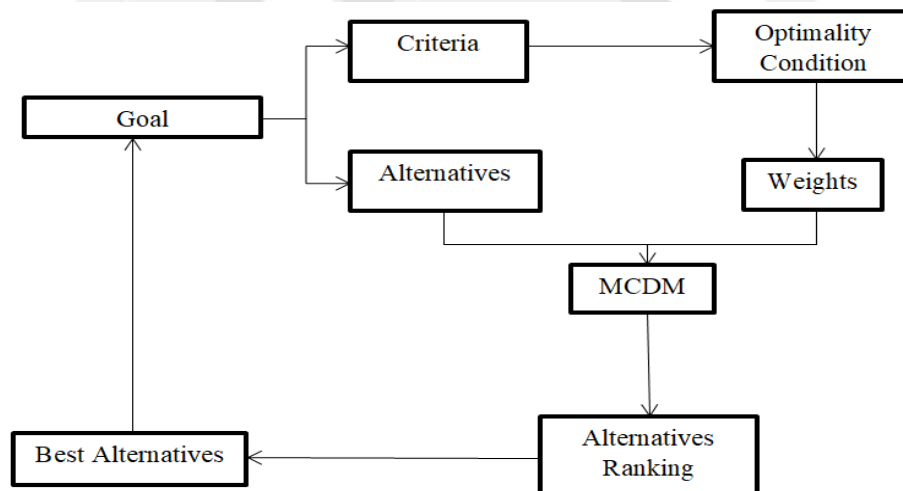 Criteria
Optimality
Condition
Goal
Alternatives
Weights
MCDM
Best Alternatives
Alternatives
Ranking